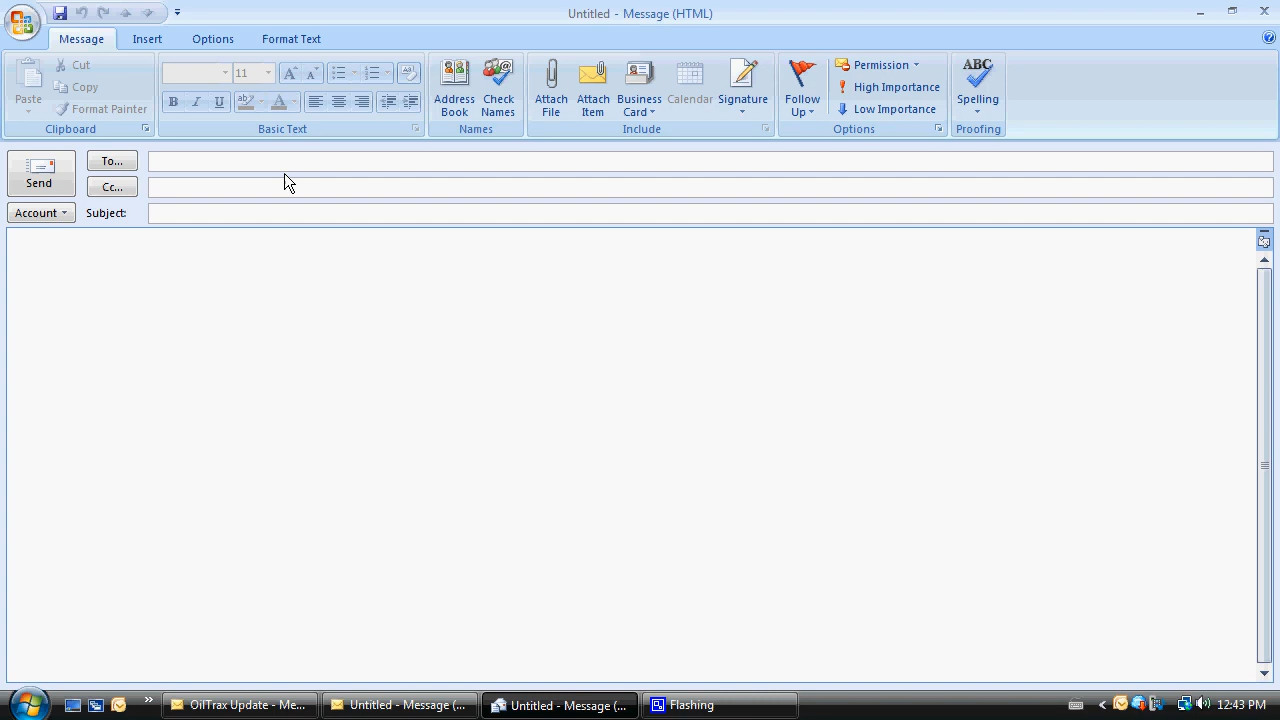 Untitled - Message (HTML)
Message Insert Options Format Text
Paste
Cut
Copy
Format Painter
Clipboard
11
B I U ab A
Basic Text
Address Book
Check Names
Names
Attach File
Attach Item
Business Card
Calendar
Signature
Include
Follow Up
Permission
High Importance
Low Importance
Options
ABC
Spelling
Proofing
Send
To...
Cc...
Account
Subject:
OilTrax Update - Me...
Untitled - Message (...
Untitled - Message (...
Flashing
12:43 PM